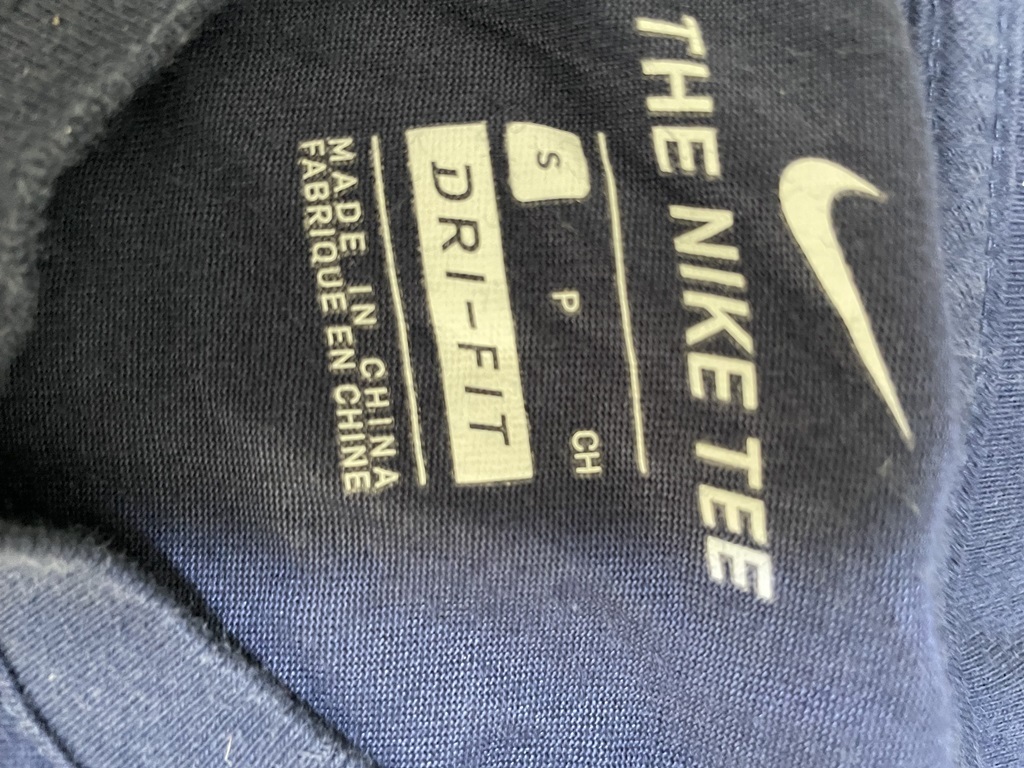 THE NIKE TEE
S P CH
DRI-FIT
MADE IN CHINA
FABRIQUE EN CHINE